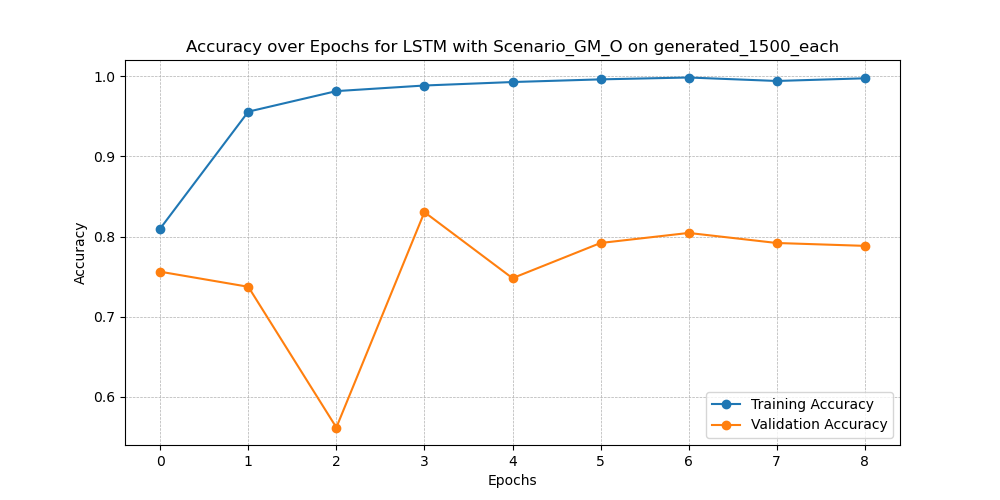 Accuracy over Epochs for LSTM with Scenario_GM_O on generated_1500_each
1.0
0.9
0.8
0.7
0.6
Accuracy
0
1
2
3
4
5
6
7
8
Epochs
Training Accuracy
Validation Accuracy